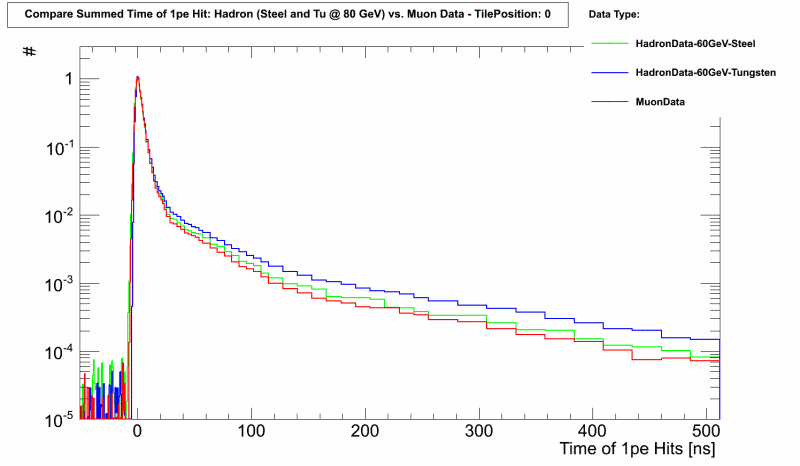 Compare Summed Time of 1pe Hit: Hadron (Steel and Tu @ 80 GeV) vs. Muon Data - TilePosition: 0
Data Type:
HadronData-60GeV-Steel
HadronData-60GeV-Tungsten
MuonData
#
1
10⁻¹
10⁻²
10⁻³
10⁻⁴
10⁻⁵
0 100 200 300 400 500
Time of 1pe Hits [ns]